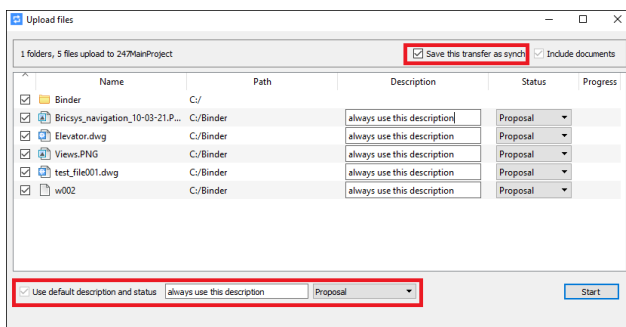 Upload files
1 folders, 5 files upload to 247MainProject
Save this transfer as synch
Include documents
Name Path Description Status Progress
Binder C:/
Bricsys_navigation_10-03-21.P... C:/Binder always use this description Proposal
Elevator.dwg C:/Binder always use this description Proposal
Views.PNG C:/Binder always use this description Proposal
test_file001.dwg C:/Binder always use this description Proposal
w002 C:/Binder always use this description Proposal
Use default description and status always use this description Proposal Start